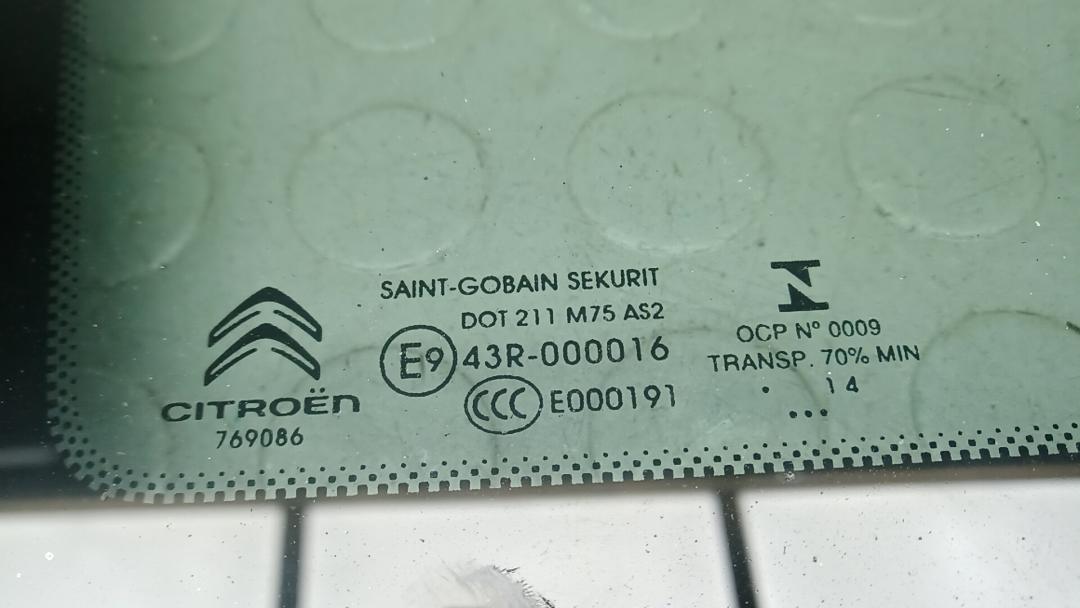 CITROËN
769086
SAINT-GOBAIN SEKURIT
DOT 211 M75 AS2
E9 43R-000016
CCC E000191
OCP Nº 0009
TRANSP. 70% MIN
. 14
...